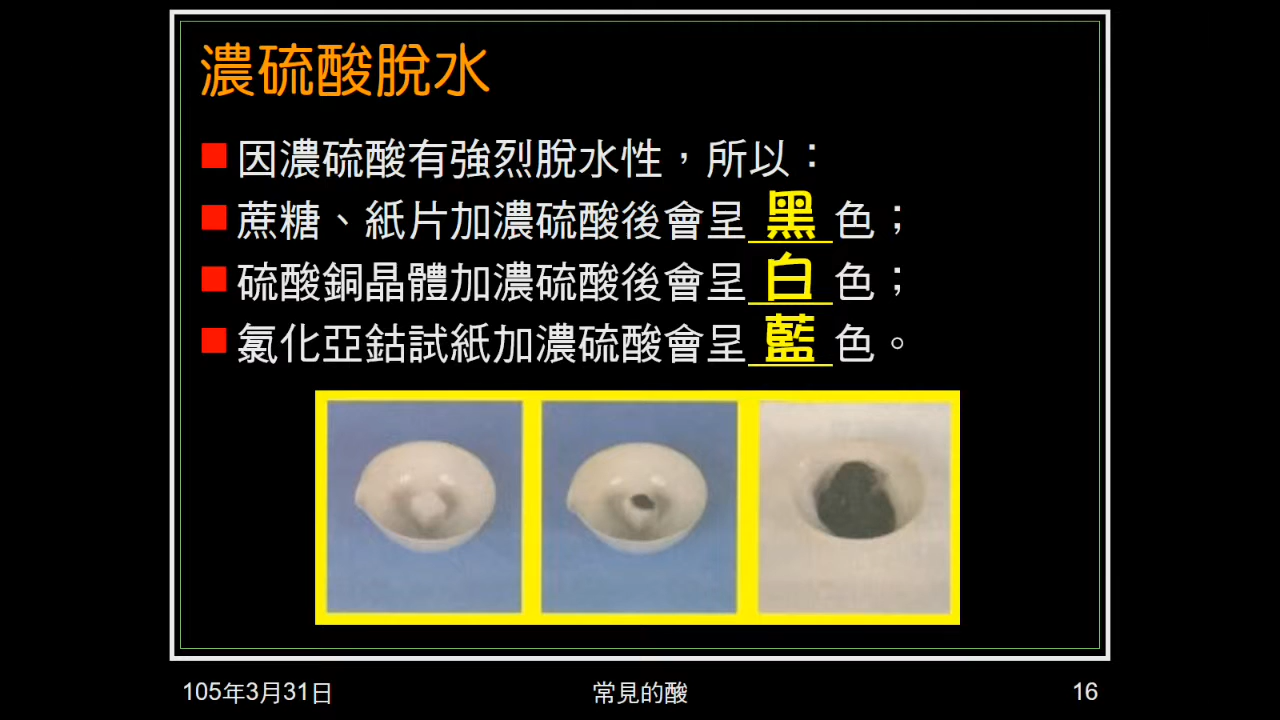 濃硫酸脫水
因濃硫酸有強烈脫水性，所以：
蔗糖、紙片加濃硫酸後會呈 黑 色；
硫酸銅晶體加濃硫酸後會呈 白 色；
氯化亞鈷試紙加濃硫酸會呈 藍 色。
105年3月31日
常見的酸
16